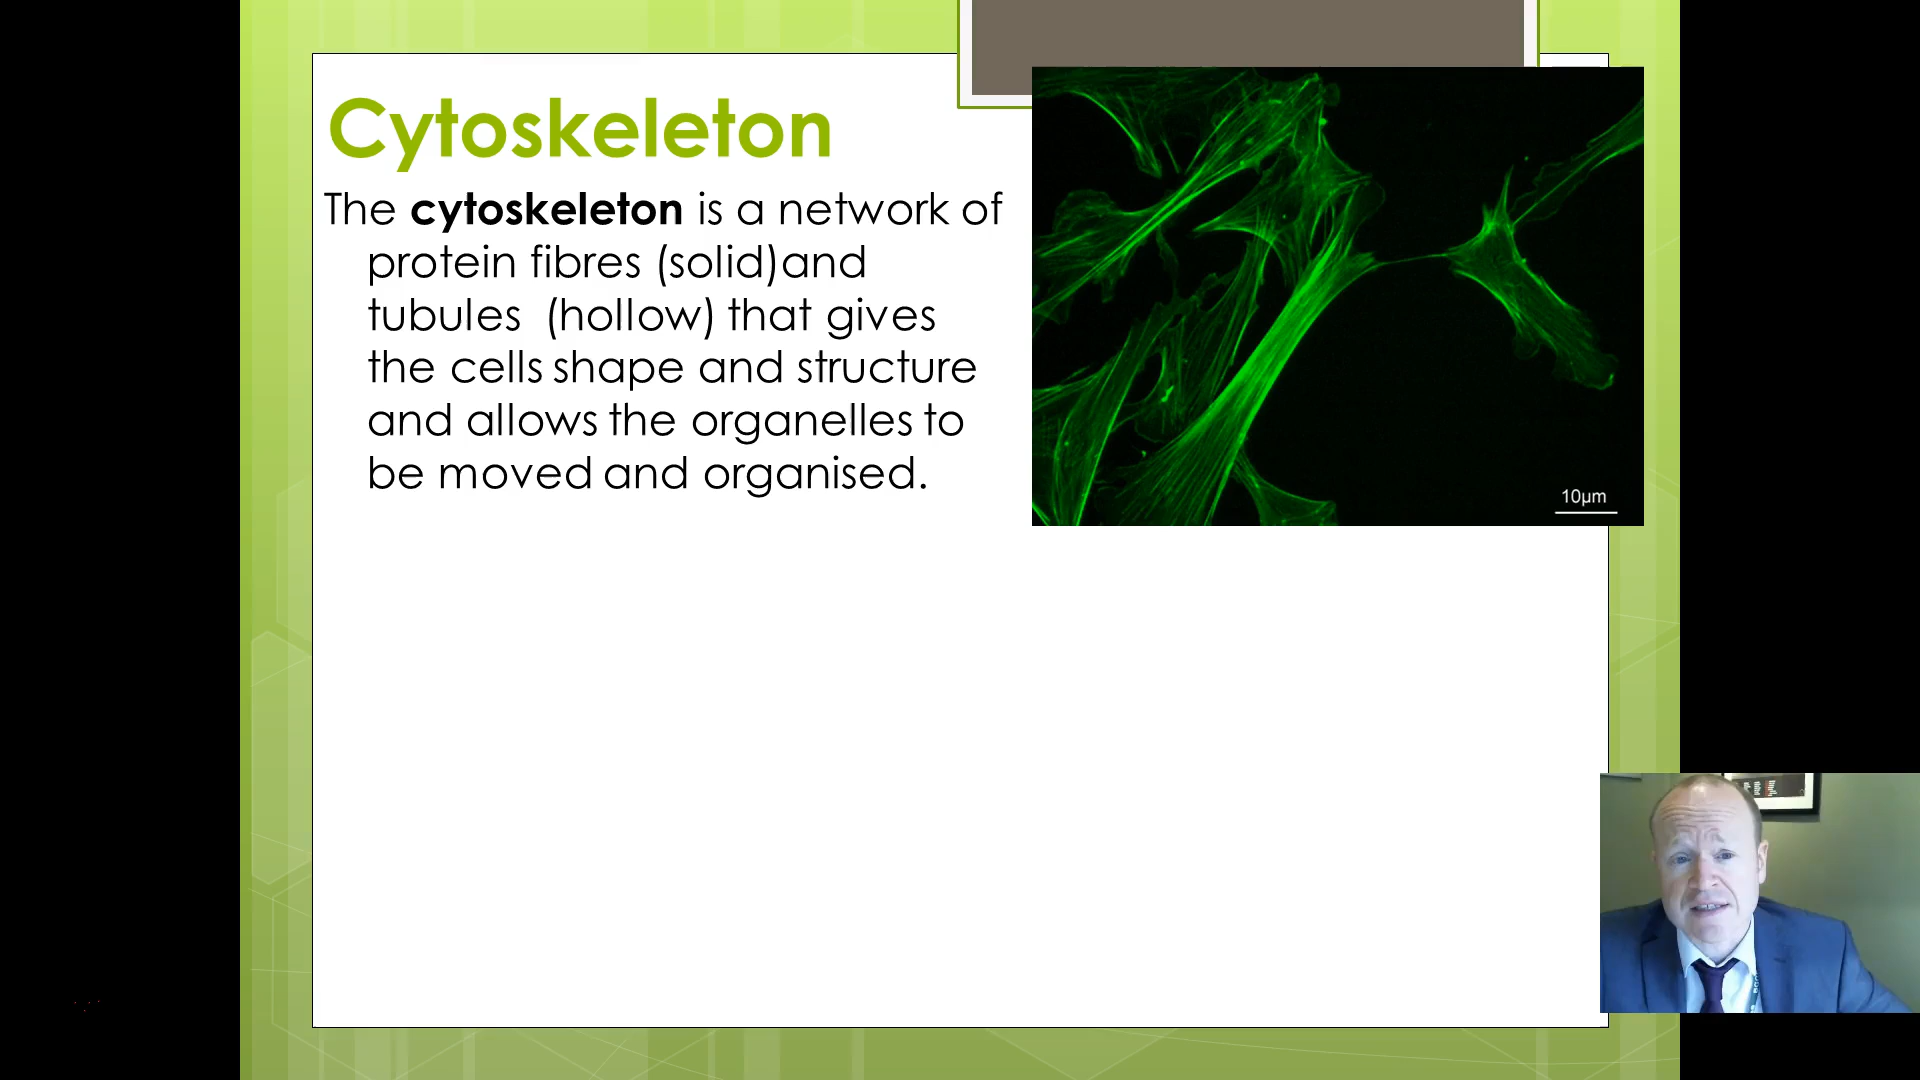 Cytoskeleton
The cytoskeleton is a network of
protein fibres (solid)and
tubules (hollow) that gives
the cells shape and structure
and allows the organelles to
be moved and organised.
10µm